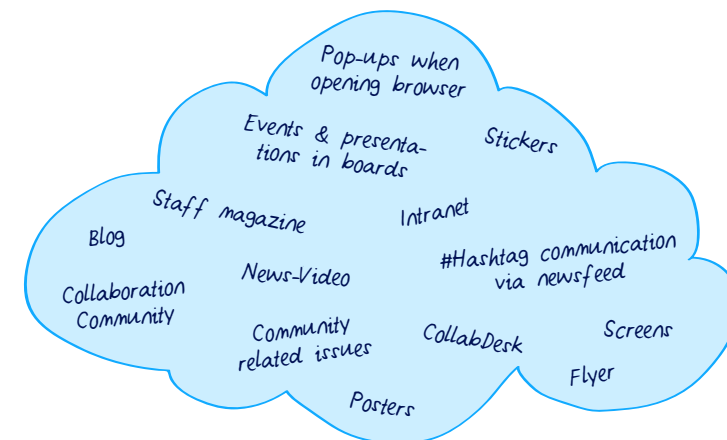 Pop-ups when
opening browser
Events & presenta-
tions in boards
Stickers
Staff magazine
Intranet
Blog
#Hashtag communication
via newsfeed
News-Video
Collaboration
Community
Community
related issues
CollabDesk
Screens
Flyer
Posters